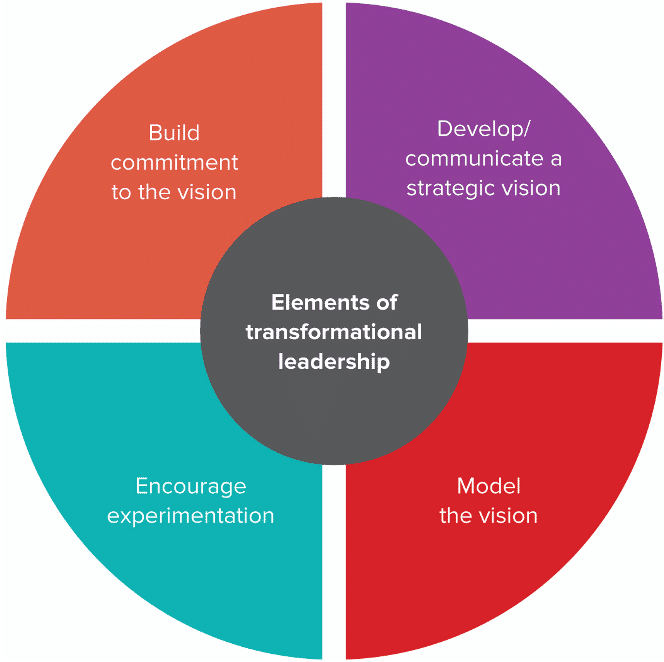 Build
commitment
to the vision
Develop/
communicate a
strategic vision
Elements of
transformational
leadership
Encourage
experimentation
Model
the vision